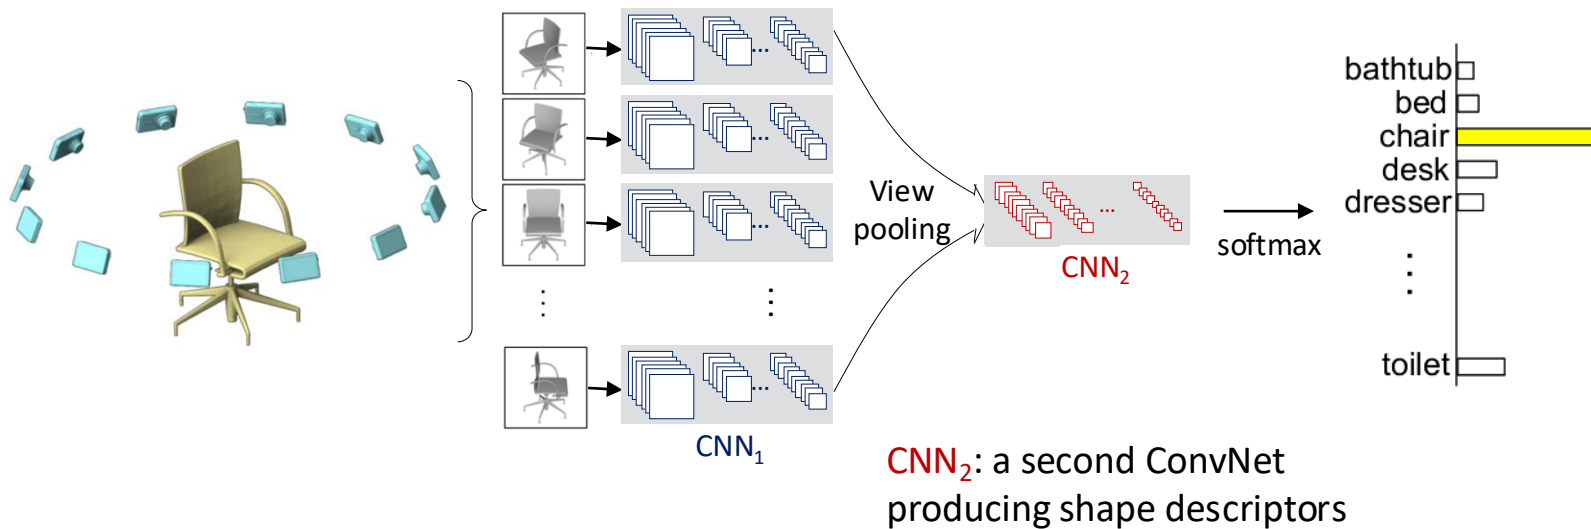 CNN₁
View
pooling
CNN₂
softmax
bathtub
bed
chair
desk
dresser
toilet
CNN₂: a second ConvNet
producing shape descriptors